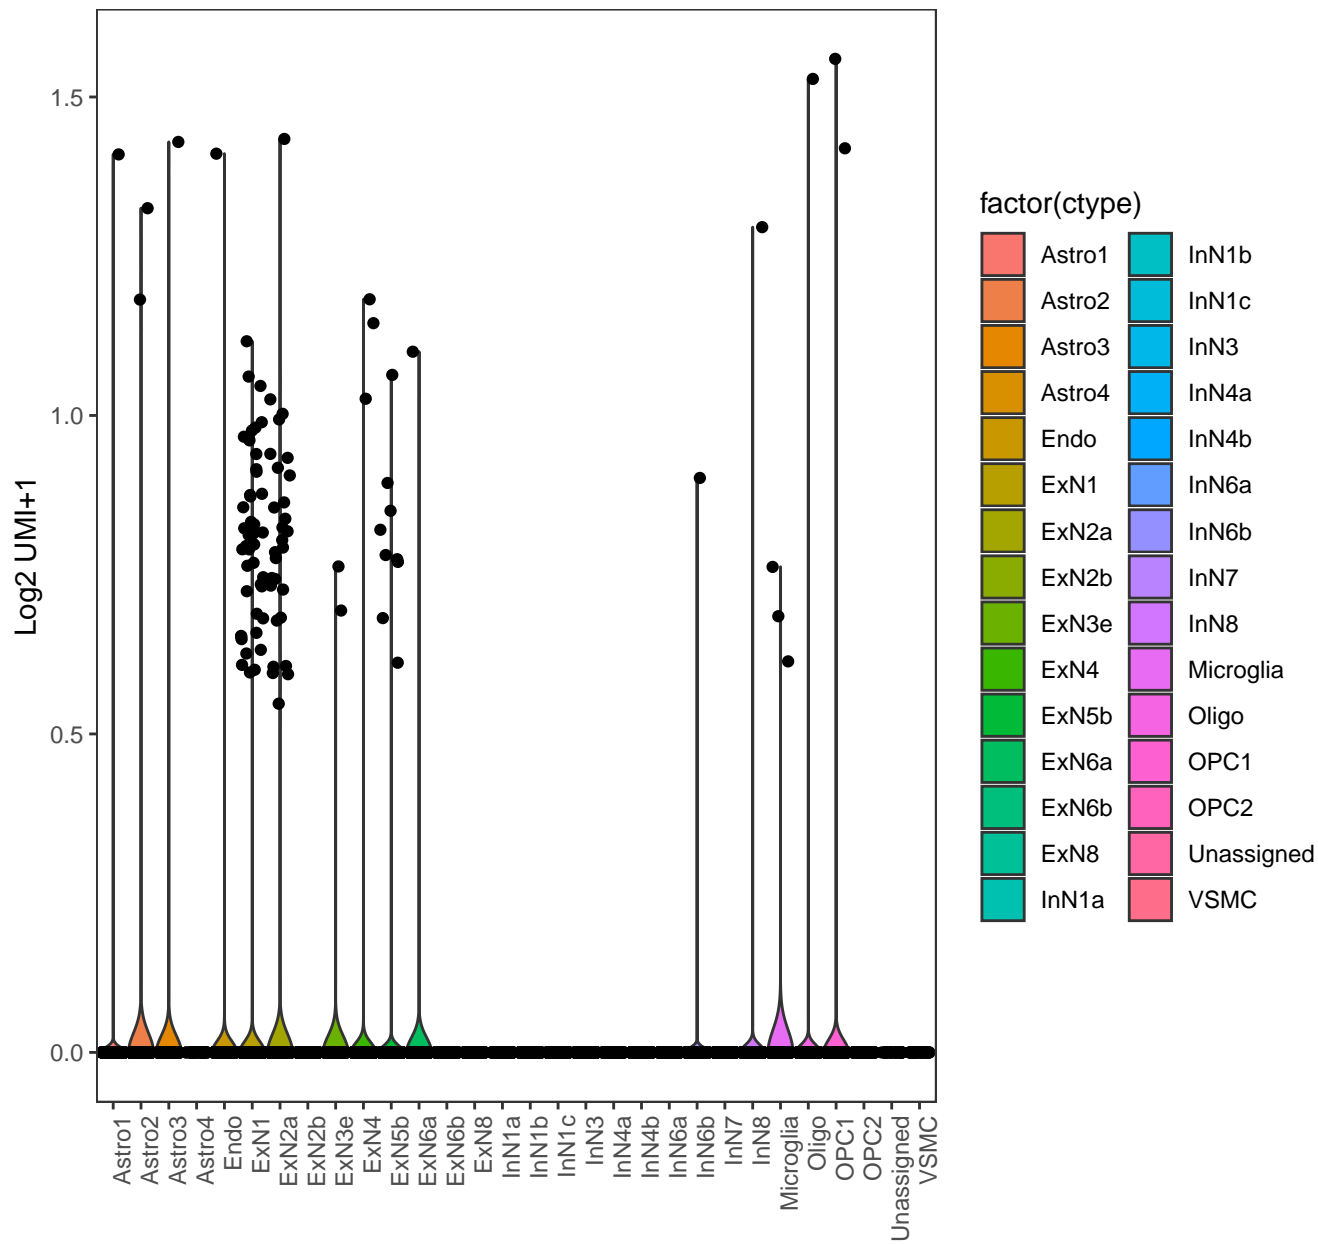 1.5
1.0
0.5
0.0
Log2 UMI+1
Astro1
Astro2
Astro3
Astro4
Endo
ExN1
ExN2a
ExN2b
ExN3e
ExN4
ExN5b
ExN6a
ExN6b
ExN8
InN1a
InN1b
InN1c
InN3
InN4a
InN4b
InN6a
InN6b
InN7
InN8
Microglia
Oligo
OPC1
OPC2
Unassigned
VSMC
factor(ctype)
Astro1
Astro2
Astro3
Astro4
Endo
ExN1
ExN2a
ExN2b
ExN3e
ExN4
ExN5b
ExN6a
ExN6b
ExN8
InN1a
InN1b
InN1c
InN3
InN4a
InN4b
InN6a
InN6b
InN7
InN8
Microglia
Oligo
OPC1
OPC2
Unassigned
VSMC